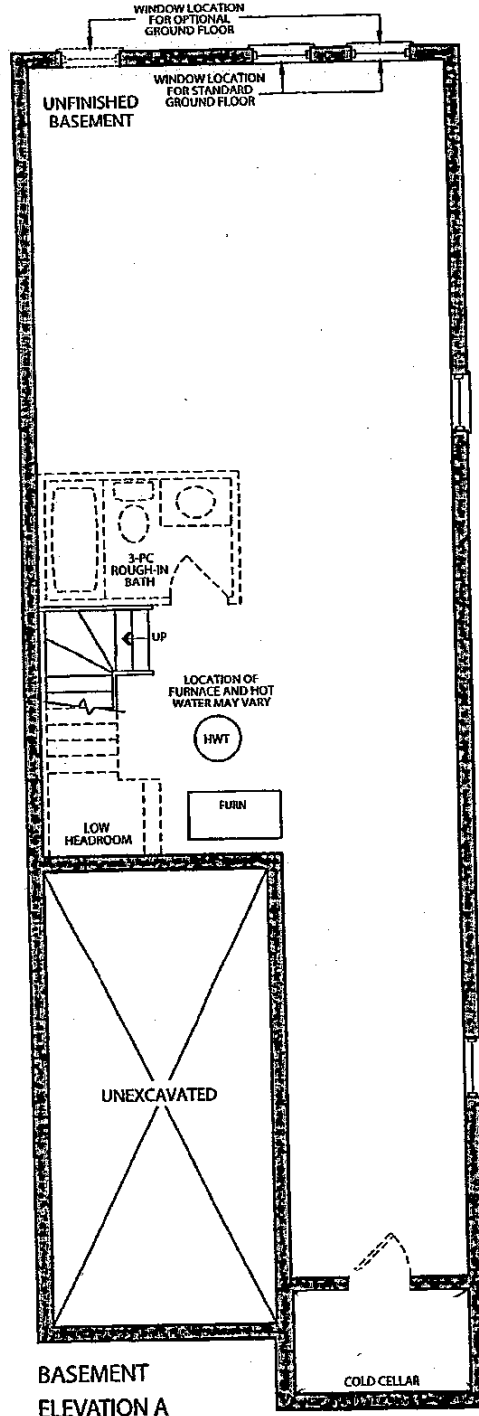 WINDOW LOCATION
FOR OPTIONAL
GROUND FLOOR
WINDOW LOCATION
FOR STANDARD
GROUND FLOOR
UNFINISHED
BASEMENT
3-PC
ROUGH-IN
BATH
UP
LOCATION OF
FURNACE AND HOT
WATER MAY VARY
HWT
FURN
LOW
HEADROOM
UNEXCAVATED
COLD CELLAR
BASEMENT
ELEVATION A